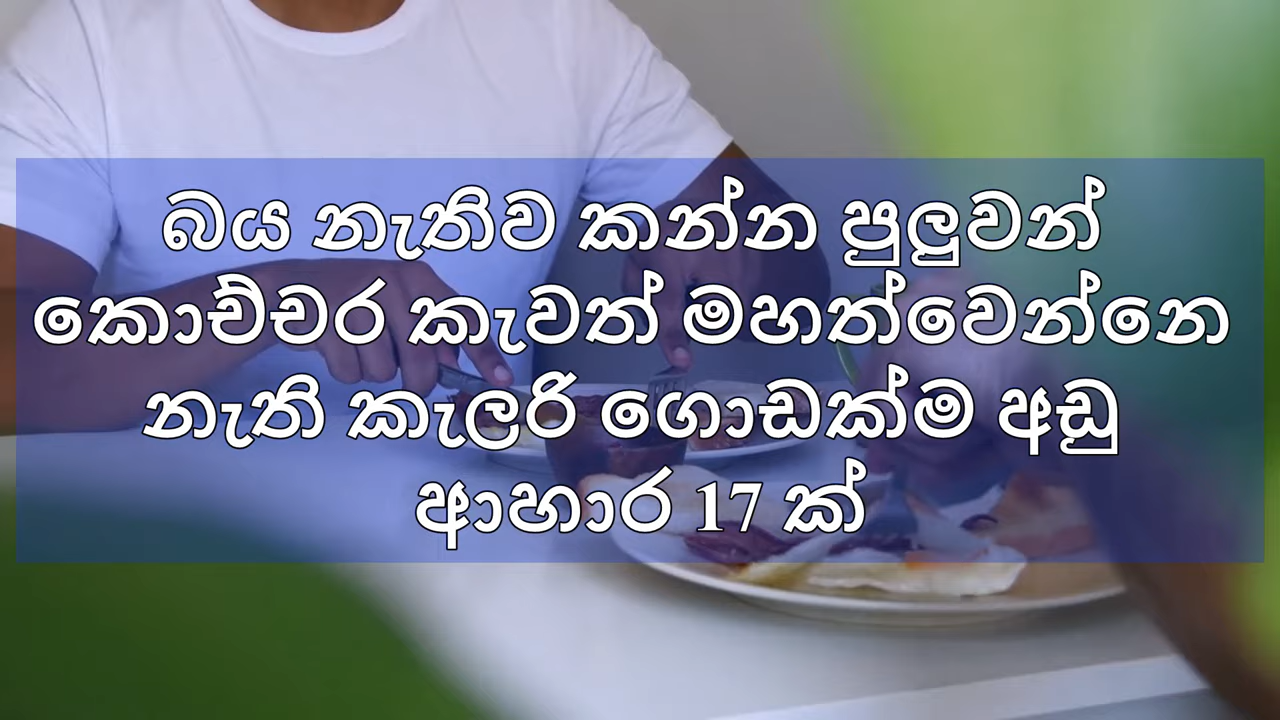 බය නැතිව කන්න පුලුවන්
කොච්චර කැවත් මහත්වෙන්නෙ
නැති කැලරි ගොඩක්ම අඩු
ආහාර 17 ක්